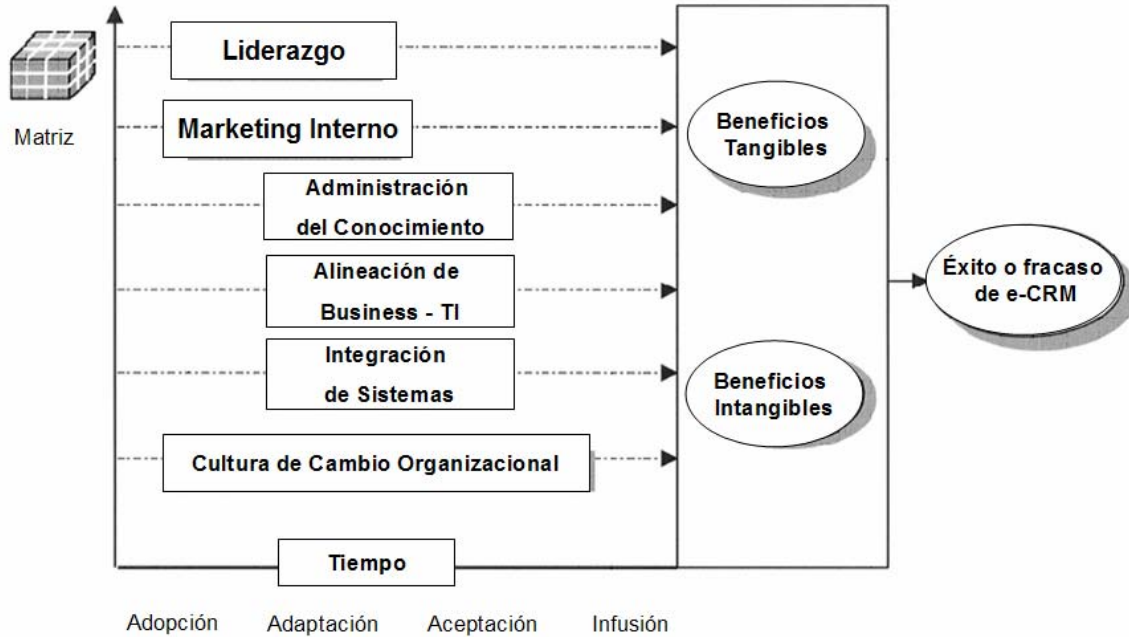 Matriz
Liderazgo
Marketing Interno
Administración
del Conocimiento
Alineación de
Business - TI
Integración
de Sistemas
Cultura de Cambio Organizacional
Tiempo
Adopción
Adaptación
Aceptación
Infusión
Beneficios
Tangibles
Beneficios
Intangibles
Éxito o fracaso
de e-CRM